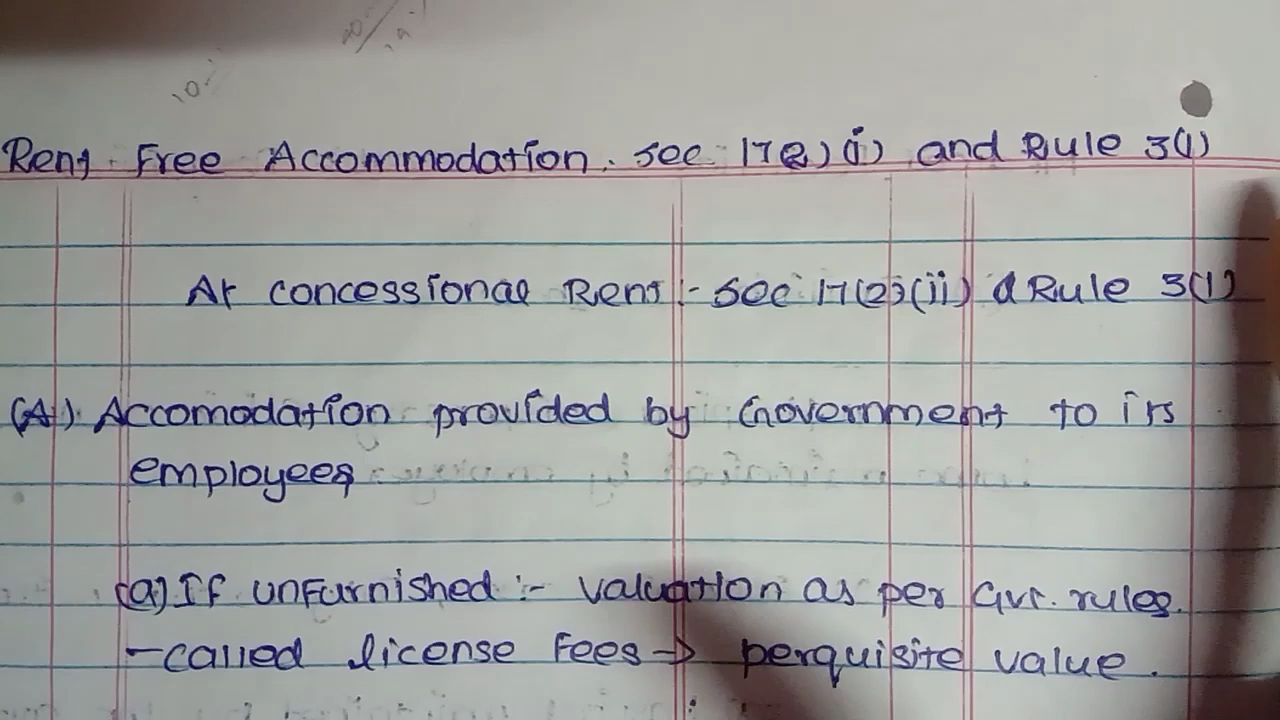 Rent Free Accommodation. sec. 17(2)(i) and Rule 3(1)
At concessional Rent :- sec. 17(2)(ii) & Rule 3(1)
(A) Accomodation provided by Government to its
employees
(a) If unfurnished :- valuation as per Gvt. rules.
-called license Fees → perquisite value.